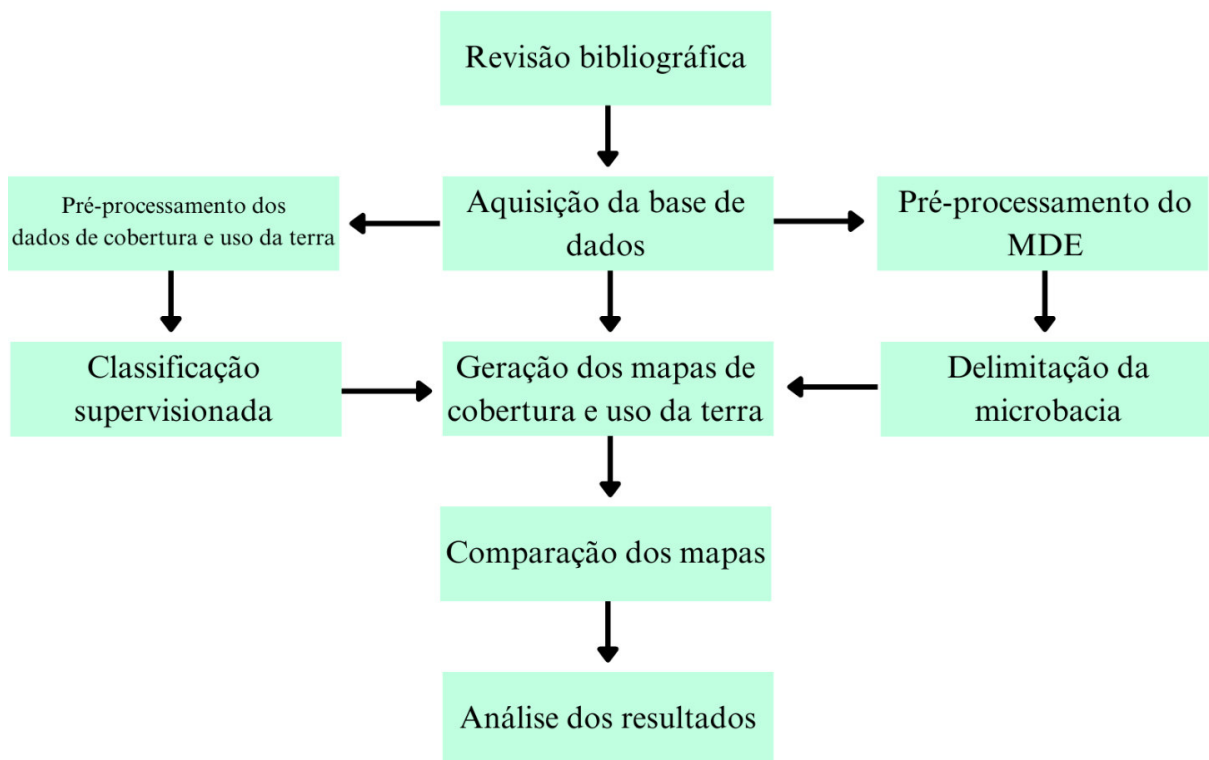 Revisão bibliográfica
Pré-processamento dos
dados de cobertura e uso da terra
Aquisição da base de
dados
Pré-processamento do
MDE
Classificação
supervisionada
Geração dos mapas de
cobertura e uso da terra
Delimitação da
microbacia
Comparação dos mapas
Análise dos resultados